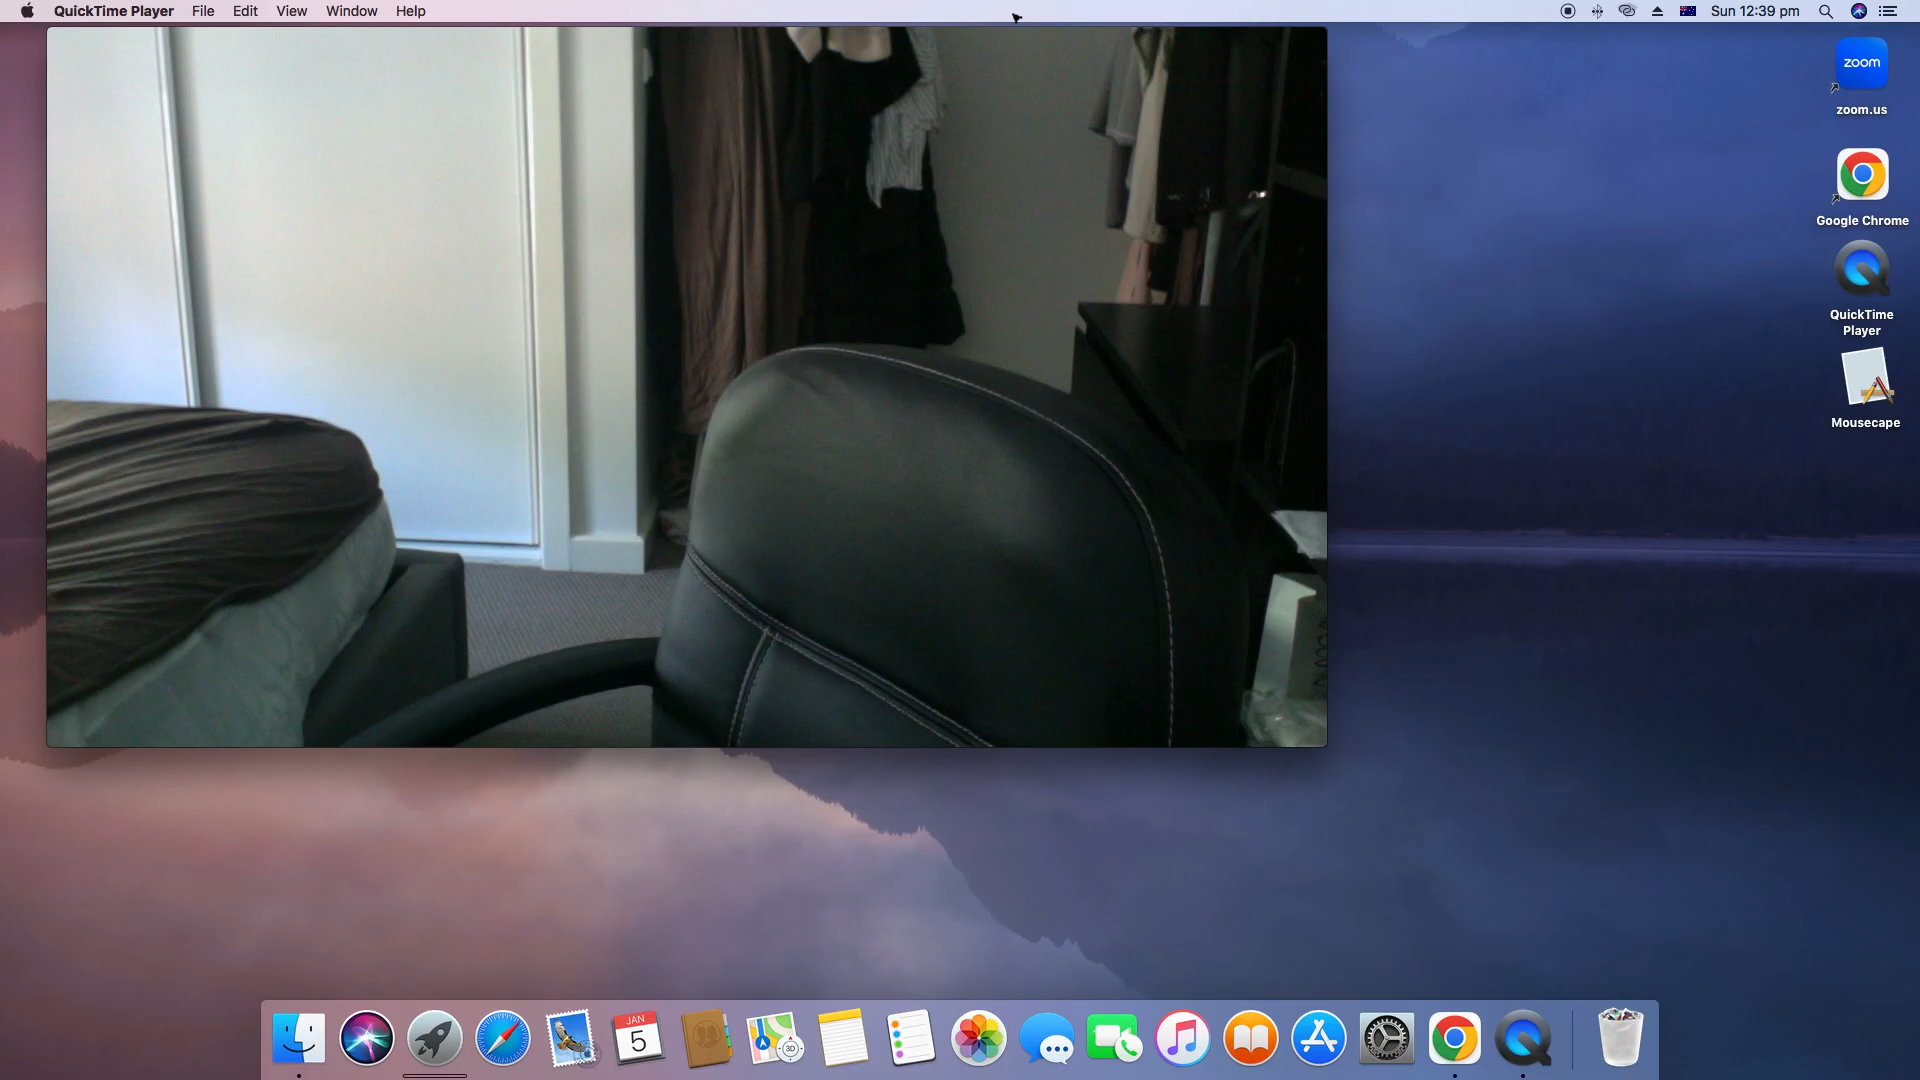 QuickTime Player File Edit View Window Help Sun 12:39 pm
zoom
zoom.us
Google Chrome
QuickTime
Player
Mousecape
JAN
5
3D